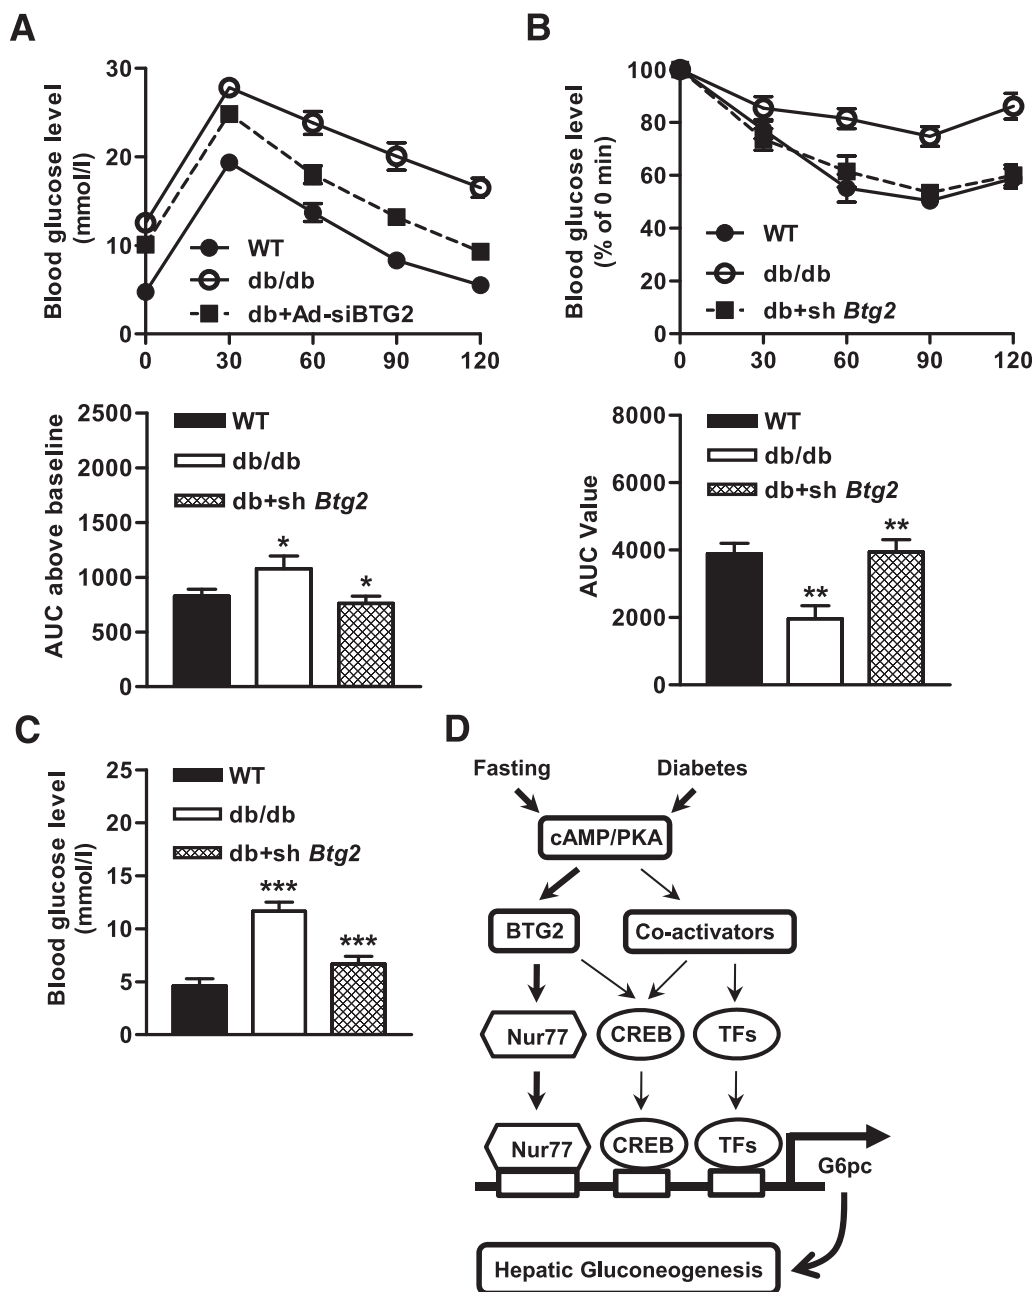 A
Blood glucose level
(mmol/l)
30
20
10
0
WT
db/db
db+Ad-siBTG2
0 30 60 90 120
B
Blood glucose level
(% of 0 min)
100
80
60
40
20
0
WT
db/db
db+sh Btg2
0 30 60 90 120
AUC above baseline
2500
2000
1500
1000
500
0
WT
db/db
db+sh Btg2
*
*
AUC Value
8000
6000
4000
2000
0
WT
db/db
db+sh Btg2
**
**
C
Blood glucose level
(mmol/l)
25
20
15
10
5
0
WT
db/db
db+sh Btg2
***
***
D
Fasting Diabetes
cAMP/PKA
BTG2 Co-activators
Nur77 CREB TFs
Nur77 CREB TFs
G6pc
Hepatic Gluconeogenesis